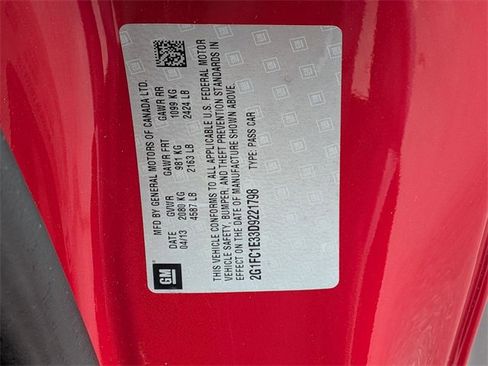 GM
MFD BY GENERAL MOTORS OF CANADA LTD.
DATE GVWR GAWR FRT GAWR RR
04/13 2080 KG 981 KG 1099 KG
4587 LB 2163 LB 2424 LB
THIS VEHICLE CONFORMS TO ALL APPLICABLE U.S. FEDERAL MOTOR
VEHICLE SAFETY, BUMPER, AND THEFT PREVENTION STANDARDS IN
EFFECT ON THE DATE OF MANUFACTURE SHOWN ABOVE.
2G1FC1E33D9221798 TYPE: PASS CAR